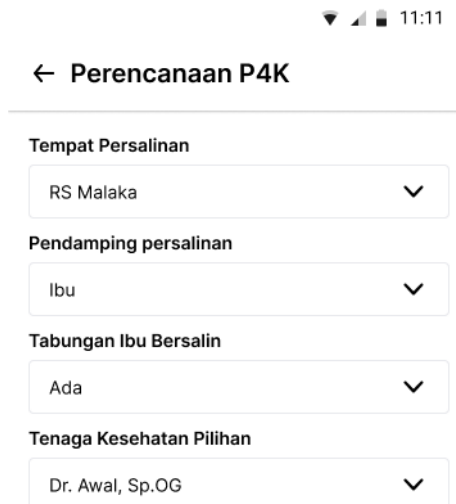 11:11
← Perencanaan P4K
Tempat Persalinan
RS Malaka
Pendamping persalinan
Ibu
Tabungan Ibu Bersalin
Ada
Tenaga Kesehatan Pilihan
Dr. Awal, Sp.OG